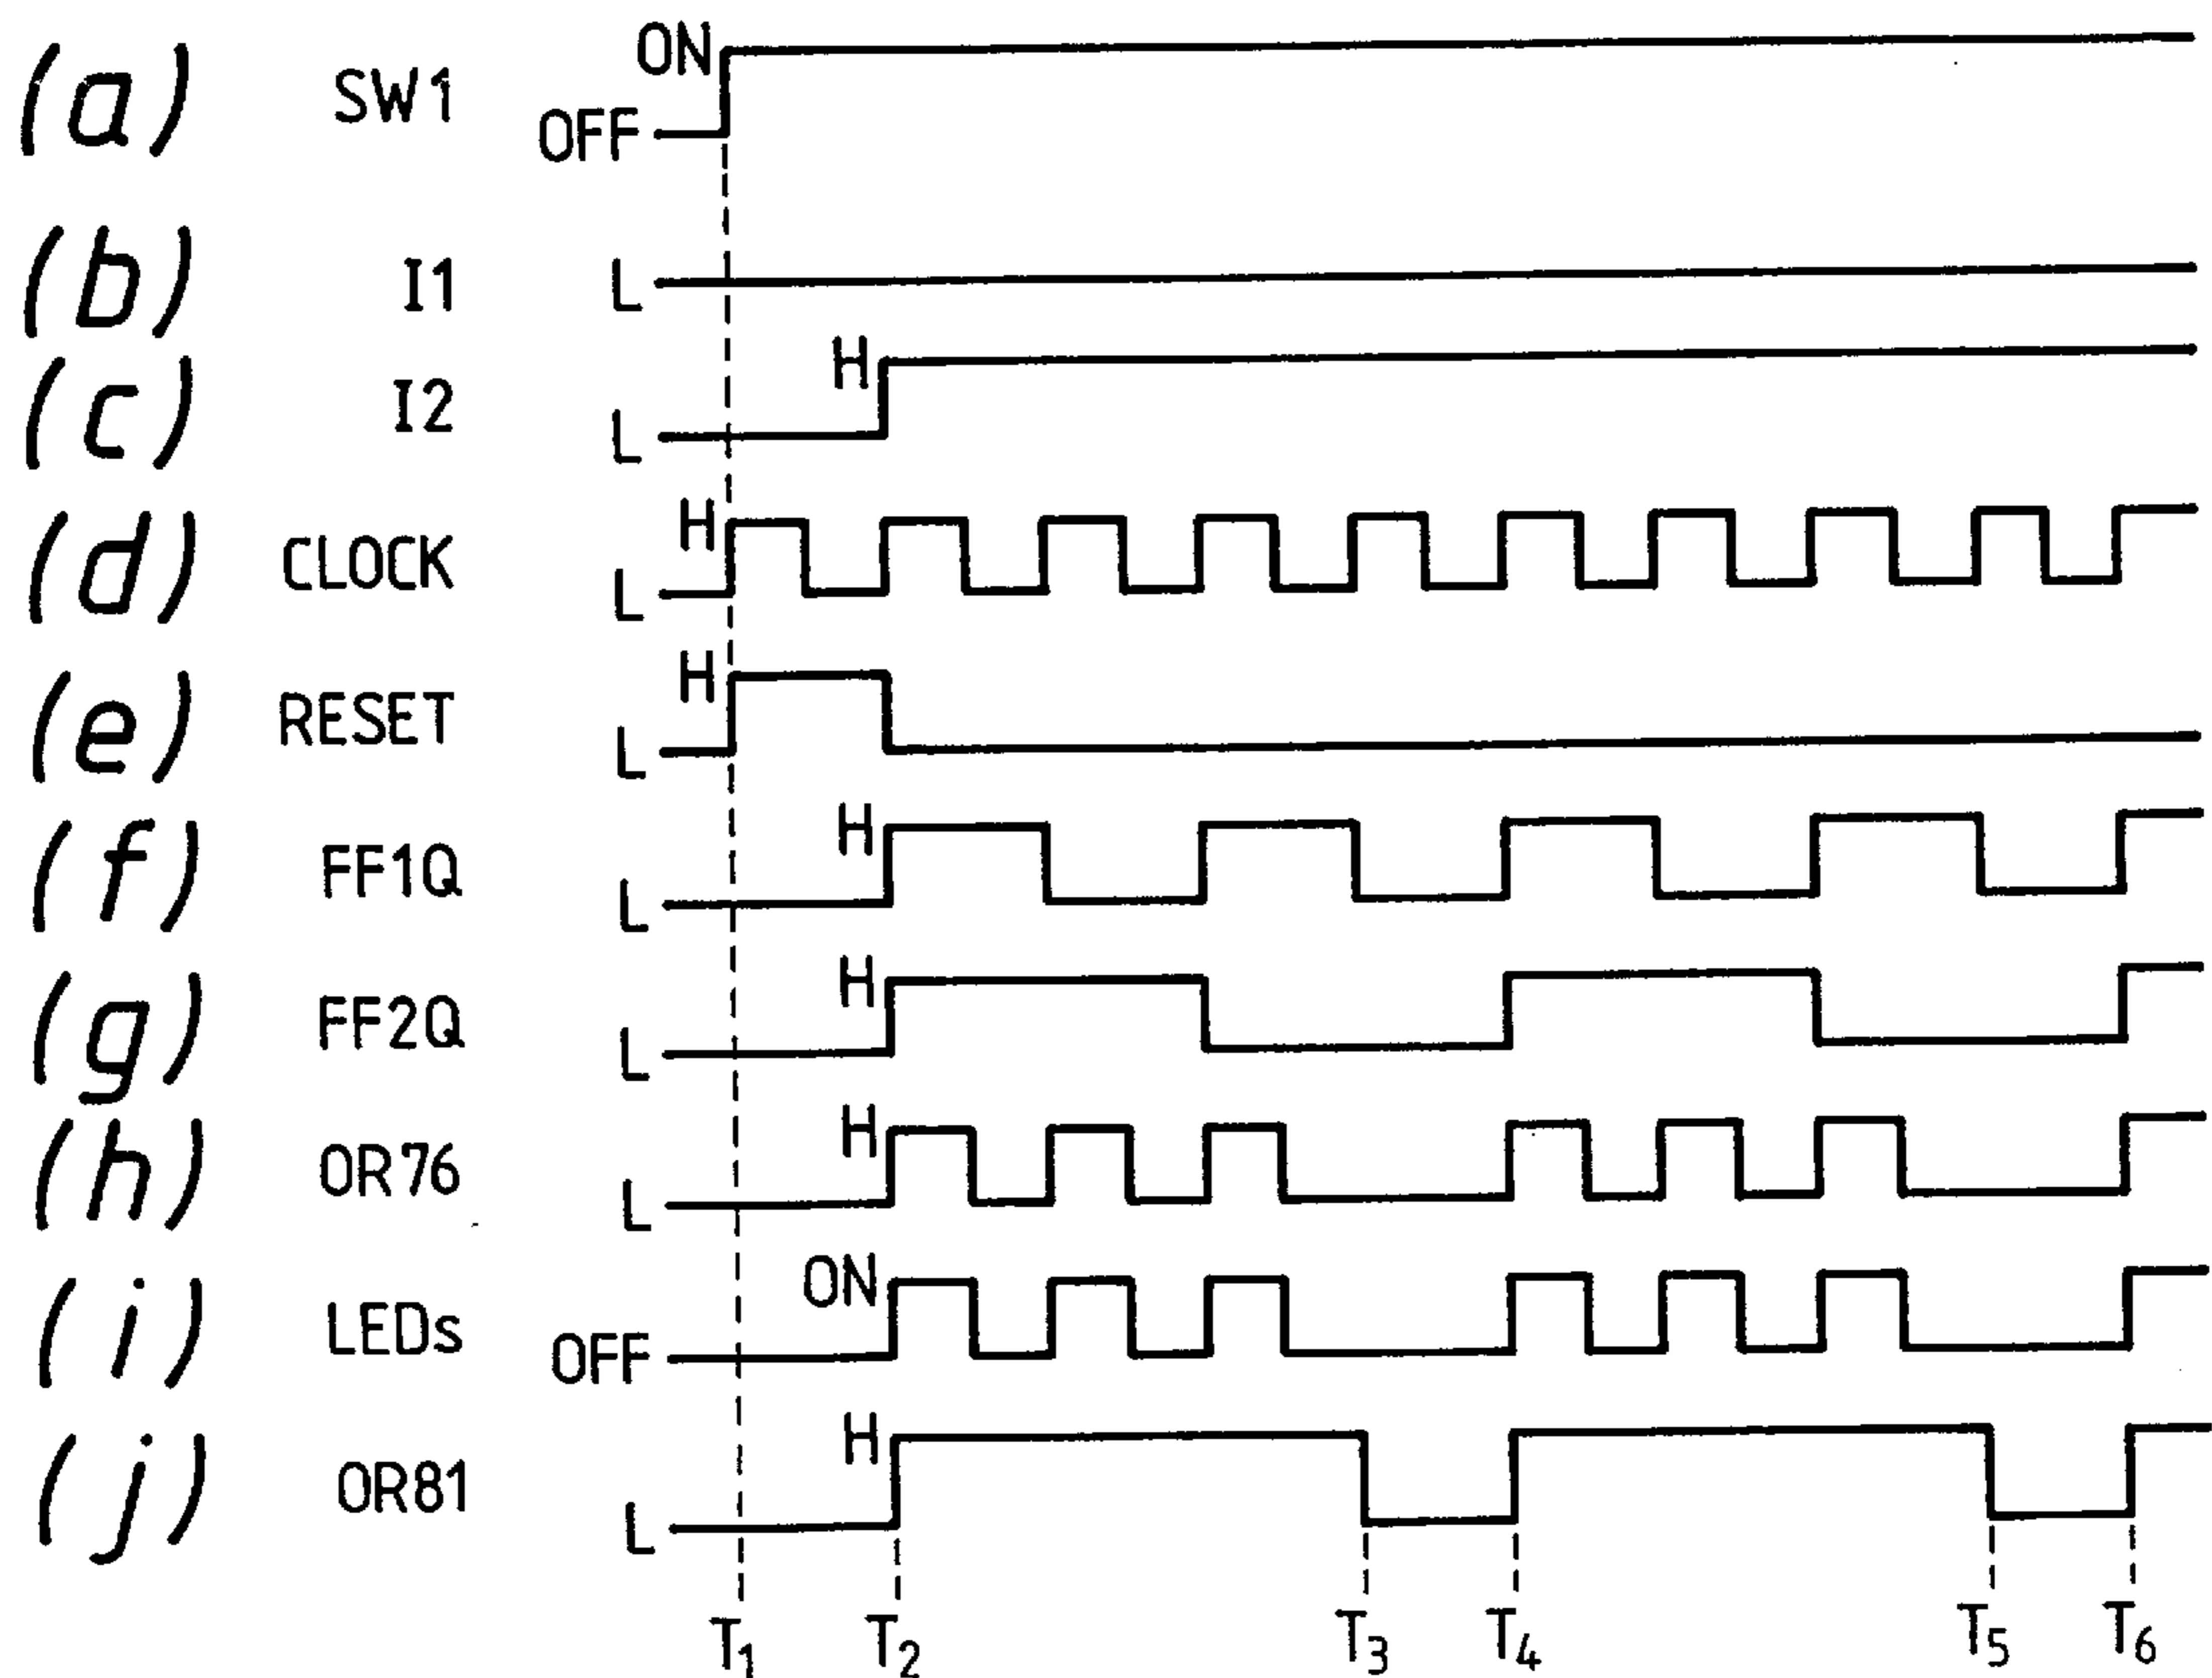 (a) SW1 ON OFF
(b) I1 L
(c) I2 H L
(d) CLOCK H L
(e) RESET H L
(f) FF1Q H L
(g) FF2Q H L
(h) OR76 H L
(i) LEDs ON OFF
(j) OR81 H L
T1 T2 T3 T4 T5 T6